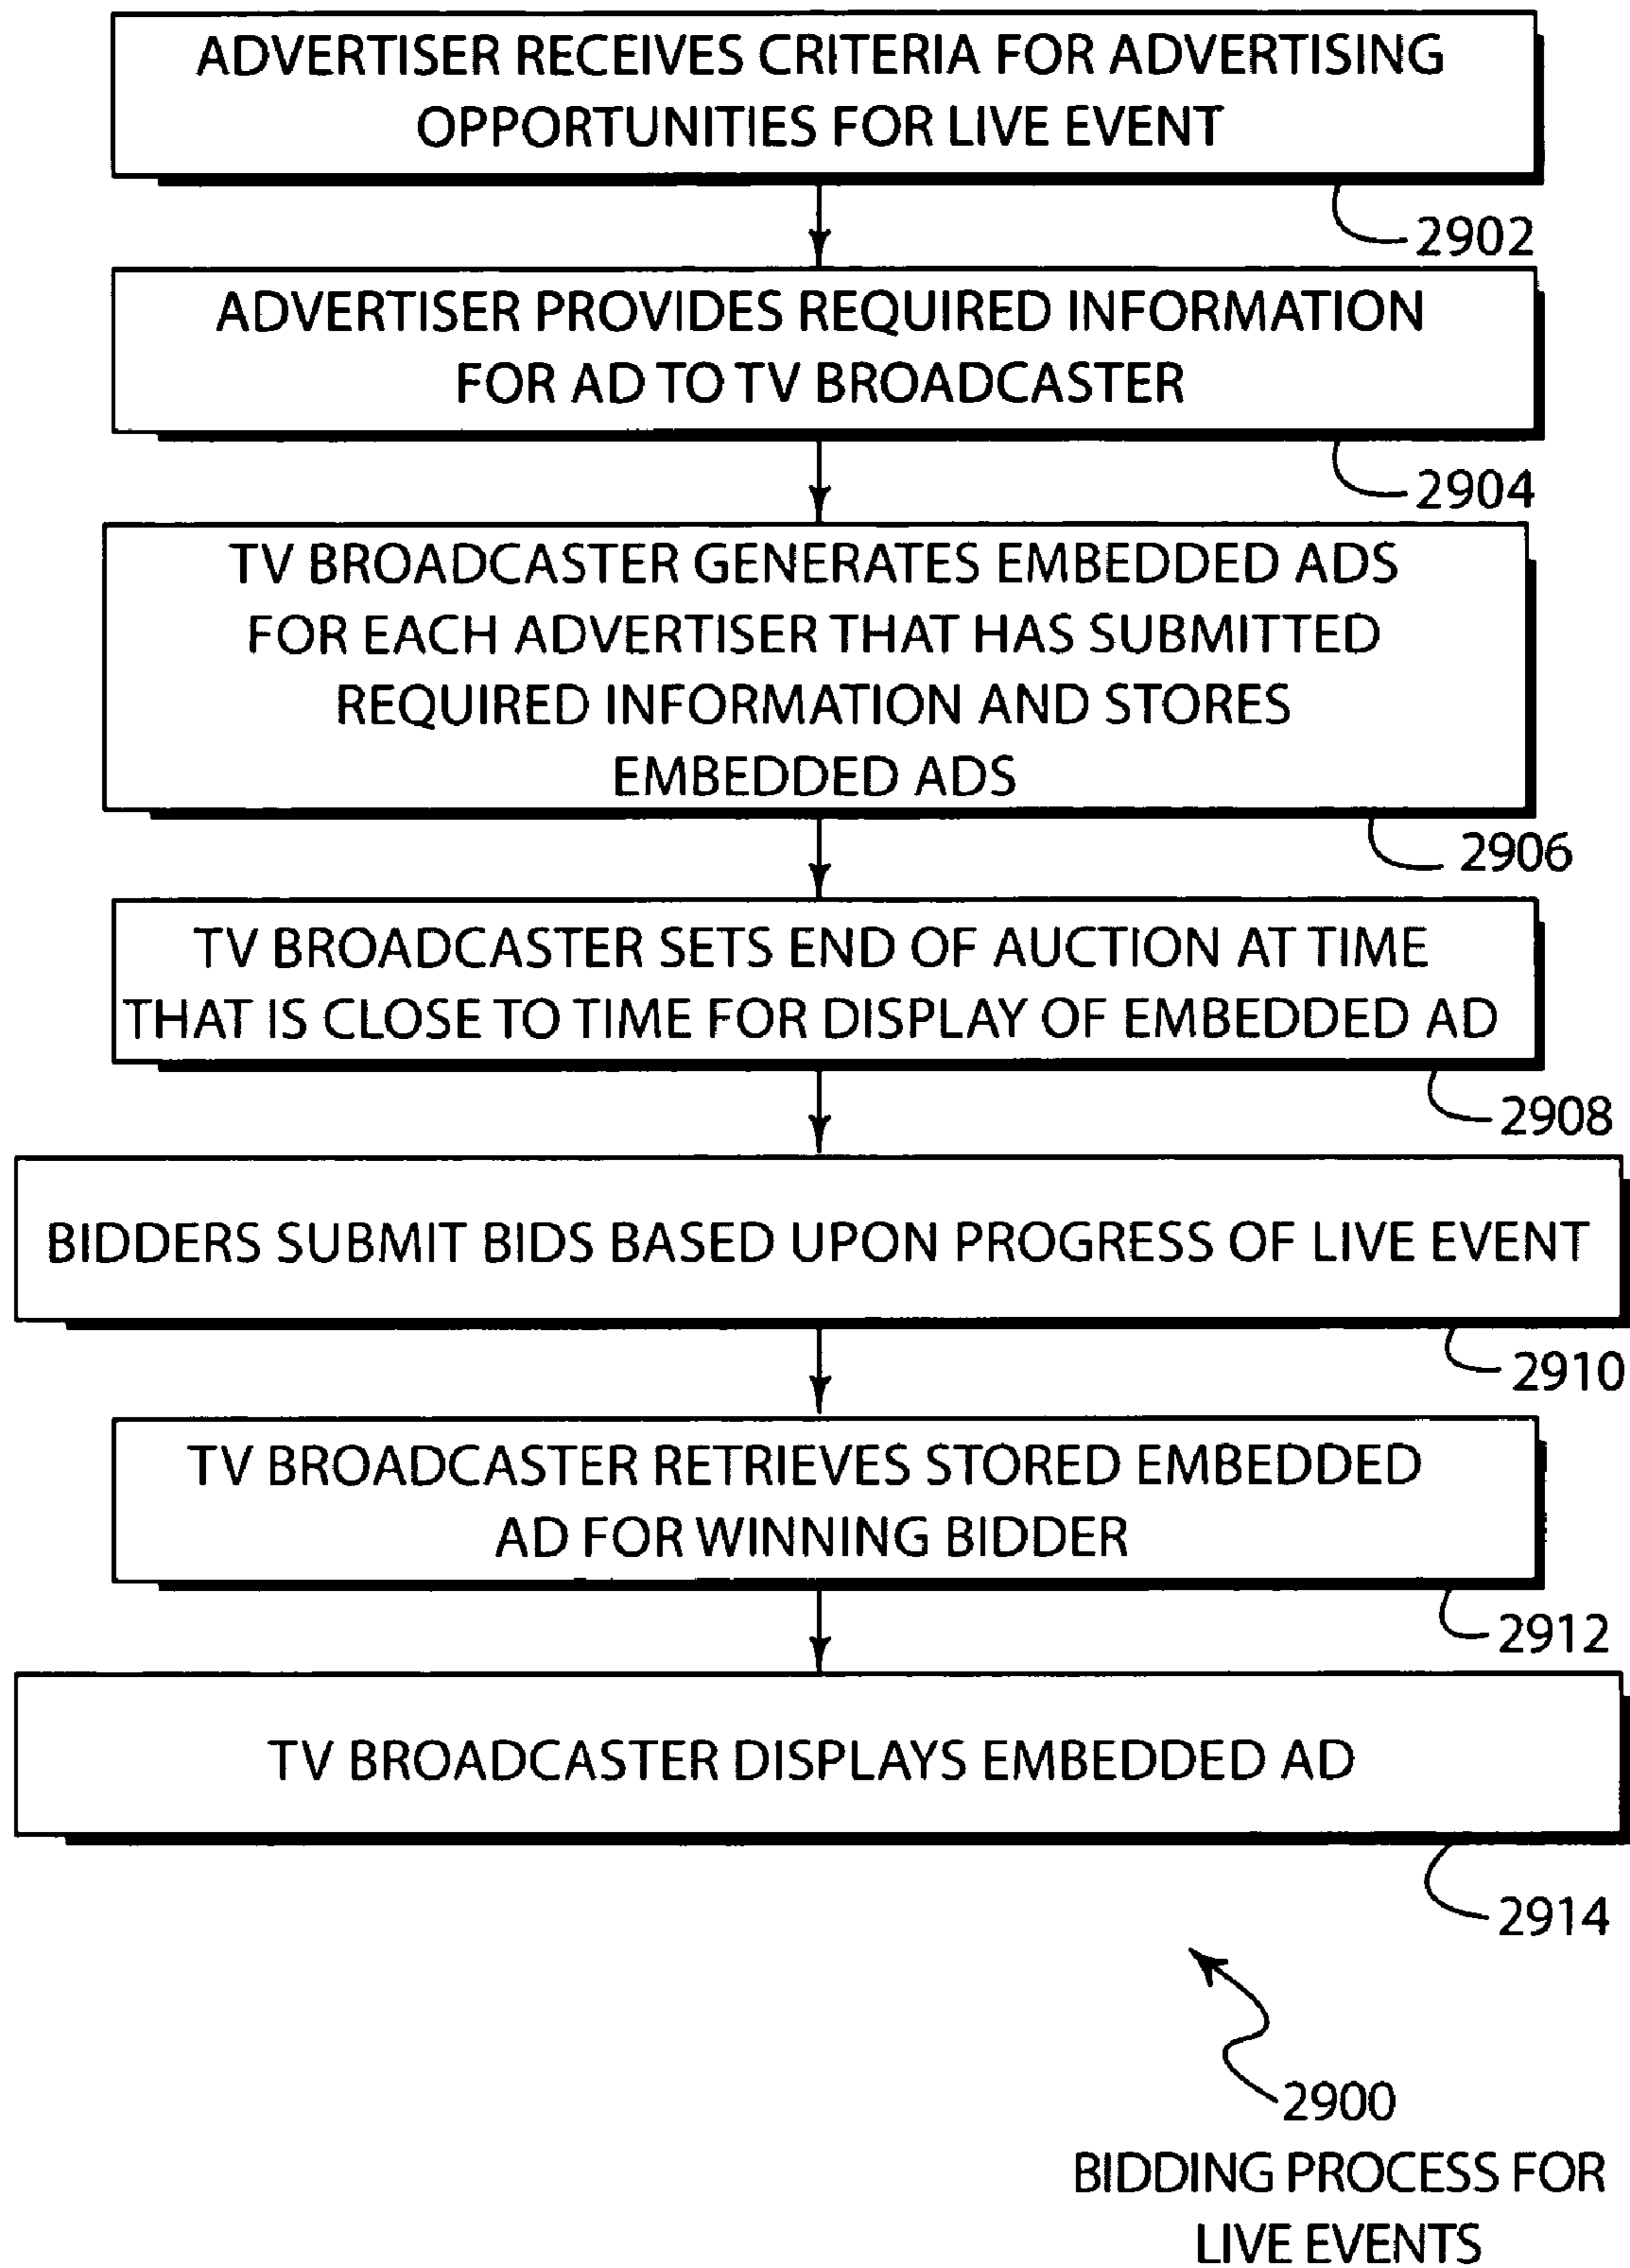 ADVERTISER RECEIVES CRITERIA FOR ADVERTISING
OPPORTUNITIES FOR LIVE EVENT
2902
ADVERTISER PROVIDES REQUIRED INFORMATION
FOR AD TO TV BROADCASTER
2904
TV BROADCASTER GENERATES EMBEDDED ADS
FOR EACH ADVERTISER THAT HAS SUBMITTED
REQUIRED INFORMATION AND STORES
EMBEDDED ADS
2906
TV BROADCASTER SETS END OF AUCTION AT TIME
THAT IS CLOSE TO TIME FOR DISPLAY OF EMBEDDED AD
2908
BIDDERS SUBMIT BIDS BASED UPON PROGRESS OF LIVE EVENT
2910
TV BROADCASTER RETRIEVES STORED EMBEDDED
AD FOR WINNING BIDDER
2912
TV BROADCASTER DISPLAYS EMBEDDED AD
2914
2900
BIDDING PROCESS FOR
LIVE EVENTS